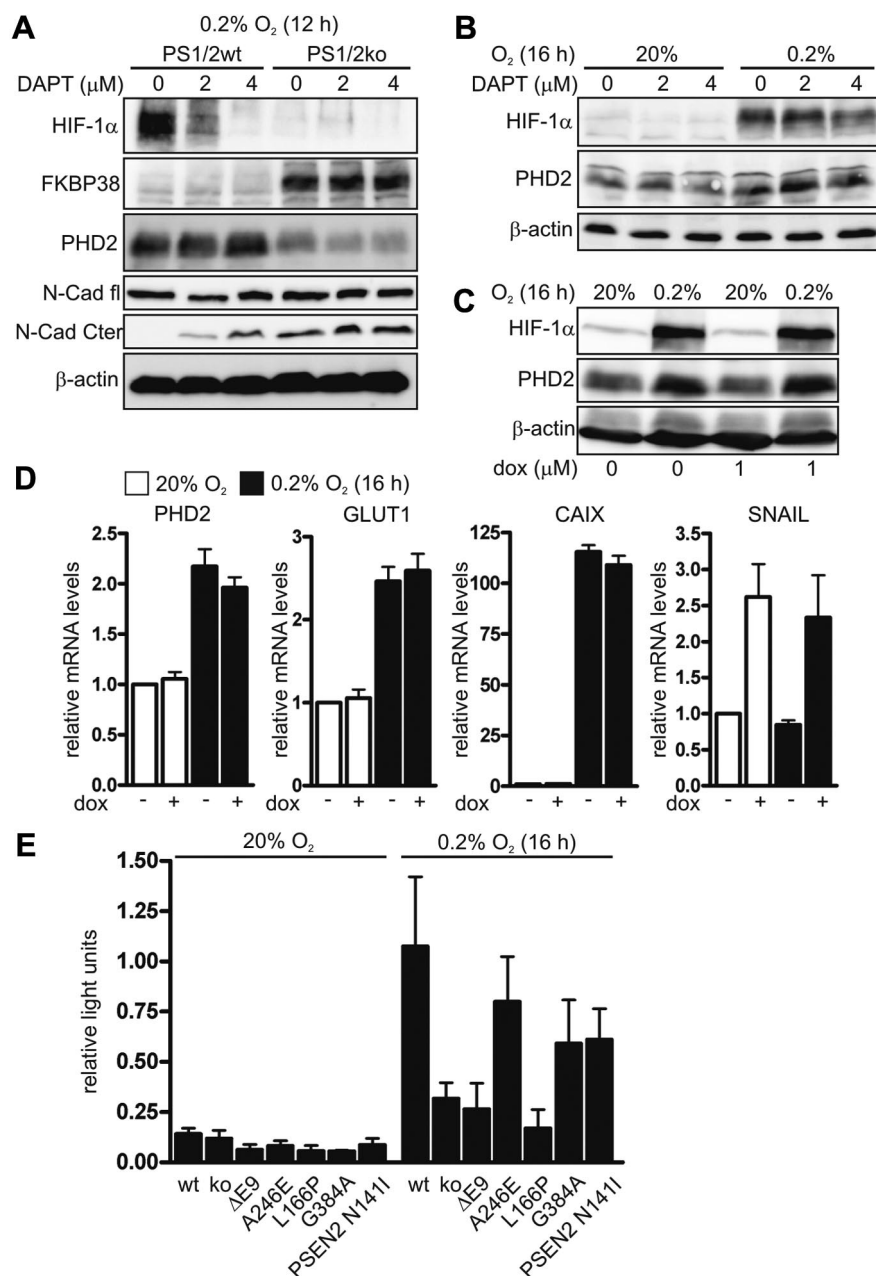 A
0.2% O2 (12 h)
PS1/2wt PS1/2ko
DAPT (μM) 0 2 4 0 2 4
HIF-1α
FKBP38
PHD2
N-Cad fl
N-Cad Cter
β-actin
B
O2 (16 h) 20% 0.2%
DAPT (μM) 0 2 4 0 2 4
HIF-1α
PHD2
β-actin
C
O2 (16 h) 20% 0.2% 20% 0.2%
HIF-1α
PHD2
β-actin
dox (μM) 0 0 1 1
D
20% O2 0.2% O2 (16 h)
PHD2
relative mRNA levels
2.5
2.0
1.5
1.0
0.5
0.0
dox - + - +
GLUT1
relative mRNA levels
3
2
1
0
dox - + - +
CAIX
relative mRNA levels
125
100
75
50
25
0
dox - + - +
SNAIL
relative mRNA levels
3.5
3.0
2.5
2.0
1.5
1.0
0.5
0.0
dox - + - +
E
20% O2 0.2% O2 (16 h)
relative light units
1.50
1.25
1.00
0.75
0.50
0.25
0.00
wt ko ΔE9 A246E L166P G384A PSEN2 N141I wt ko ΔE9 A246E L166P G384A PSEN2 N141I